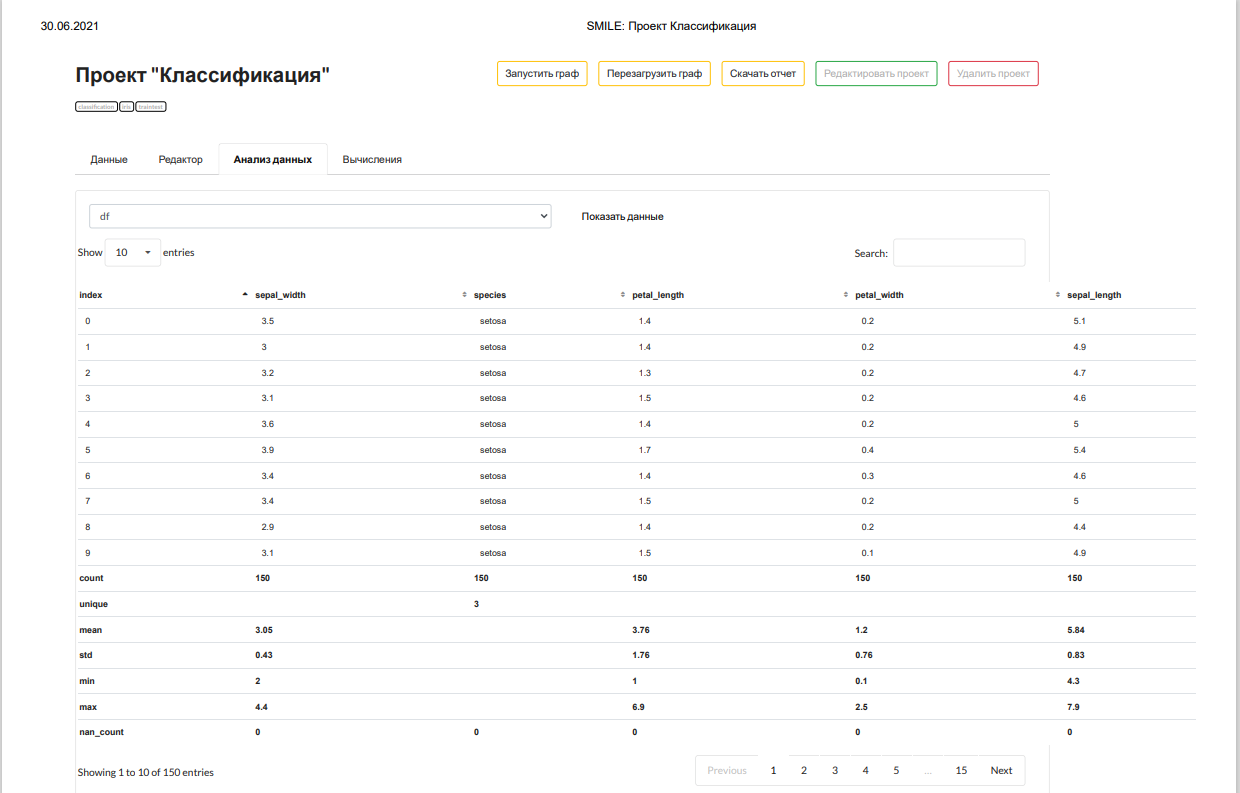 30.06.2021 SMILE: Проект Классификация
Проект "Классификация" Запустить граф Перезагрузить граф Скачать отчет Редактировать проект Удалить проект
classification iris
Данные Редактор Анализ данных Вычисления
df Показать данные
Show 10 entries Search:
index sepal_width species petal_length petal_width sepal_length
0 3.5 setosa 1.4 0.2 5.1
1 3 setosa 1.4 0.2 4.9
2 3.2 setosa 1.3 0.2 4.7
3 3.1 setosa 1.5 0.2 4.6
4 3.6 setosa 1.4 0.2 5
5 3.9 setosa 1.7 0.4 5.4
6 3.4 setosa 1.4 0.3 4.6
7 3.4 setosa 1.5 0.2 5
8 2.9 setosa 1.4 0.2 4.4
9 3.1 setosa 1.5 0.1 4.9
count 150 150 150 150 150
unique 3
mean 3.05 3.76 1.2 5.84
std 0.43 1.76 0.76 0.83
min 2 1 0.1 4.3
max 4.4 6.9 2.5 7.9
nan_count 0 0 0 0 0
Showing 1 to 10 of 150 entries Previous 1 2 3 4 5 ... 15 Next